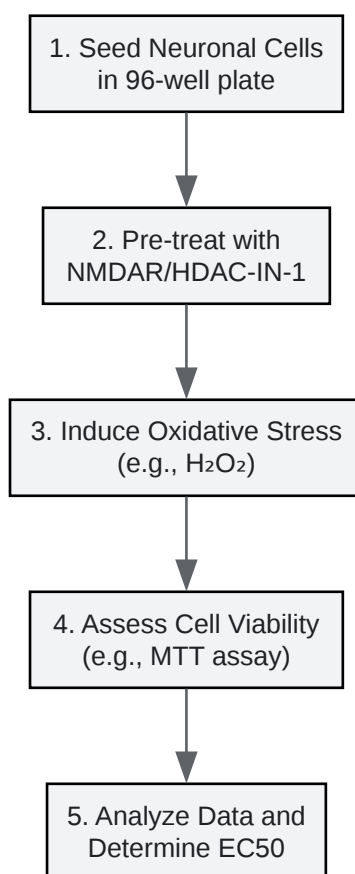 1. Seed Neuronal Cells
in 96-well plate
2. Pre-treat with
NMDAR/HDAC-IN-1
3. Induce Oxidative Stress
(e.g., H₂O₂)
4. Assess Cell Viability
(e.g., MTT assay)
5. Analyze Data and
Determine EC50